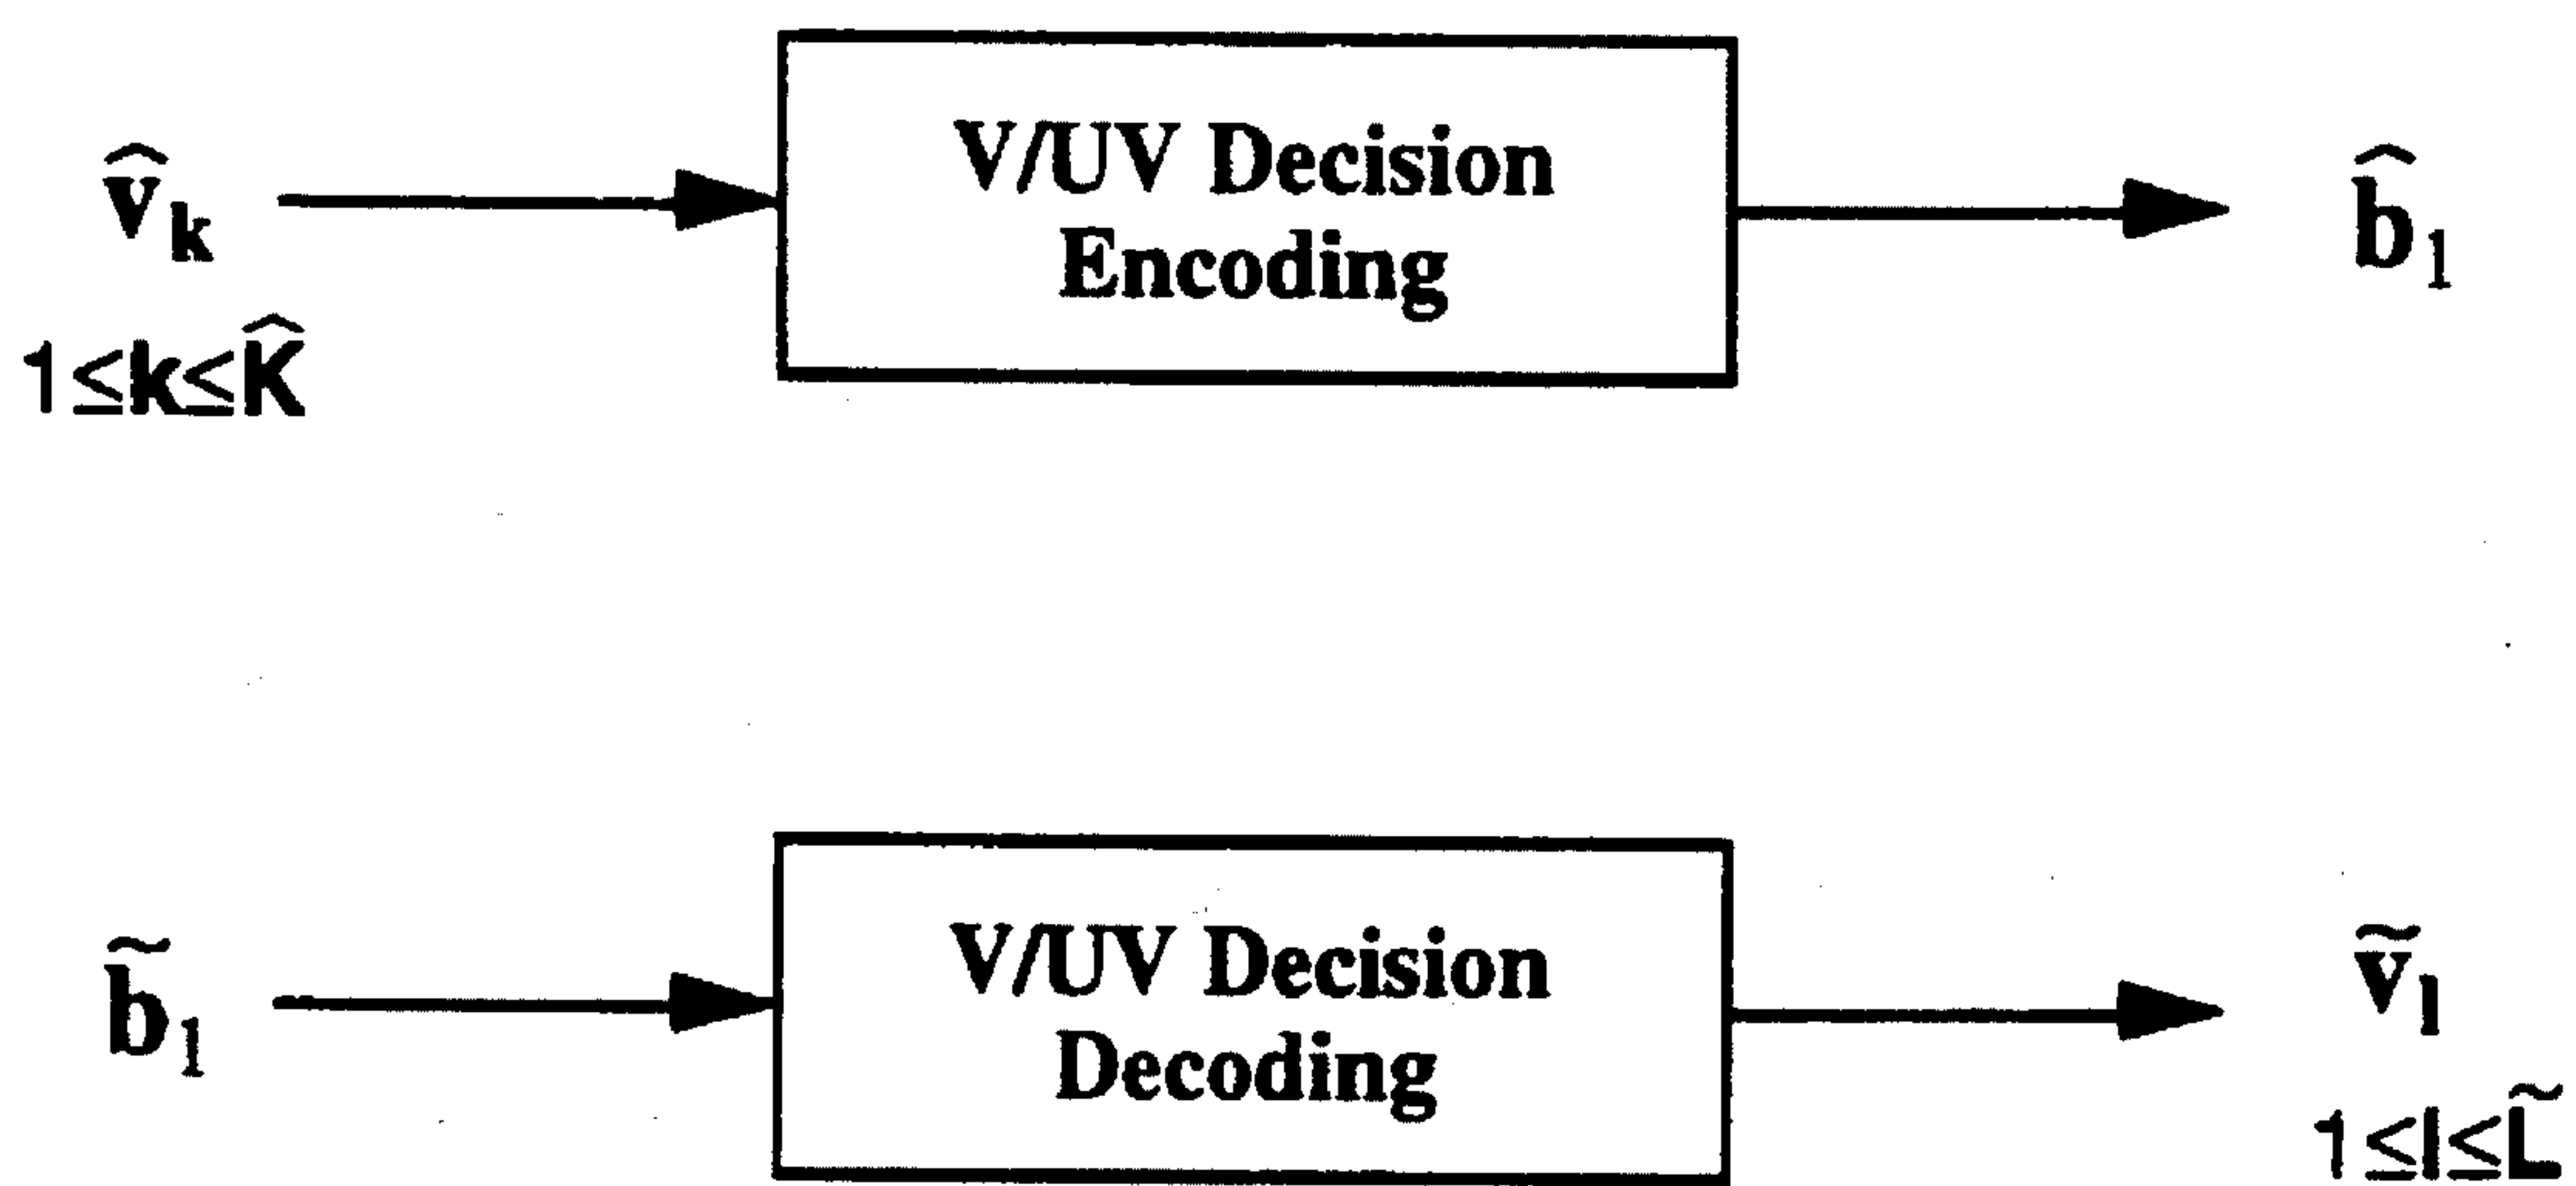 v̂ₖ
V/UV Decision
Encoding
b̂₁
1≤k≤K̂
b̃₁
V/UV Decision
Decoding
ṽₗ
1≤l≤L̃